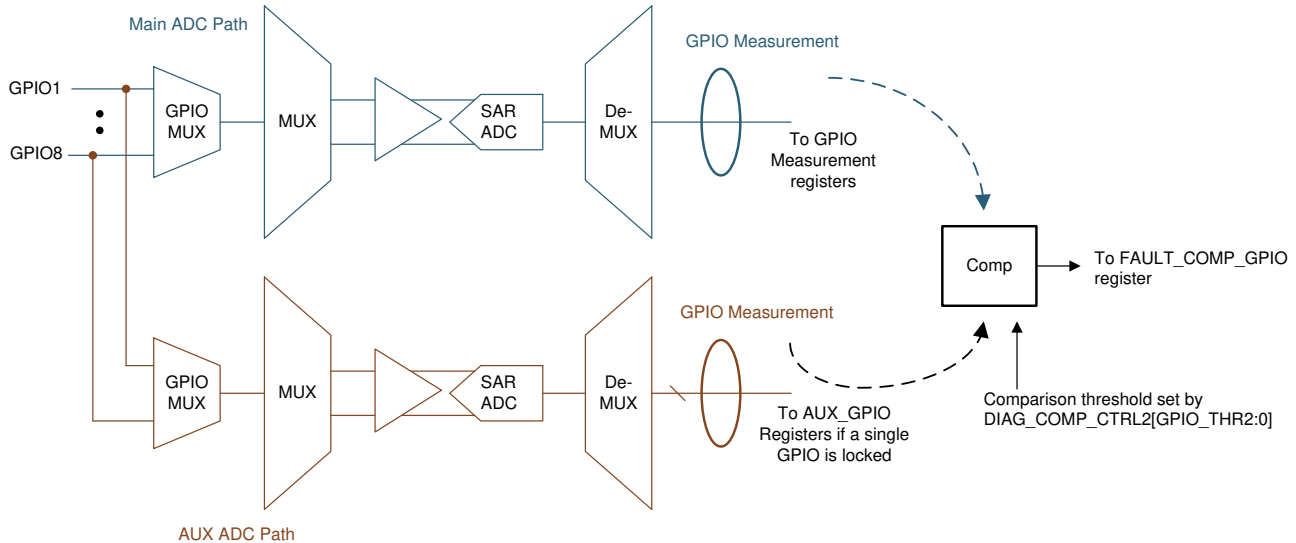 Main ADC Path
GPIO Measurement
GPIO1
GPIO8
GPIO
MUX
MUX
SAR
ADC
De-
MUX
To GPIO
Measurement
registers
Comp
To FAULT_COMP_GPIO
register
GPIO Measurement
GPIO
MUX
MUX
SAR
ADC
De-
MUX
To AUX_GPIO
Registers if a single
GPIO is locked
Comparison threshold set by
DIAG_COMP_CTRL2[GPIO_THR2:0]
AUX ADC Path